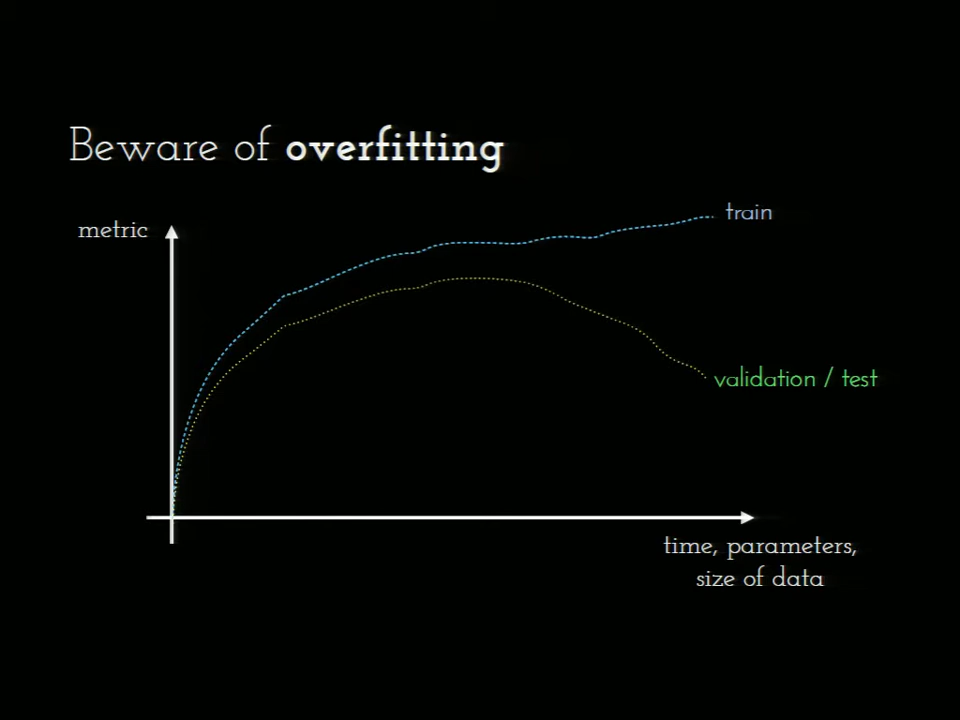 Beware of overfitting
metric
train
validation / test
time, parameters,
size of data